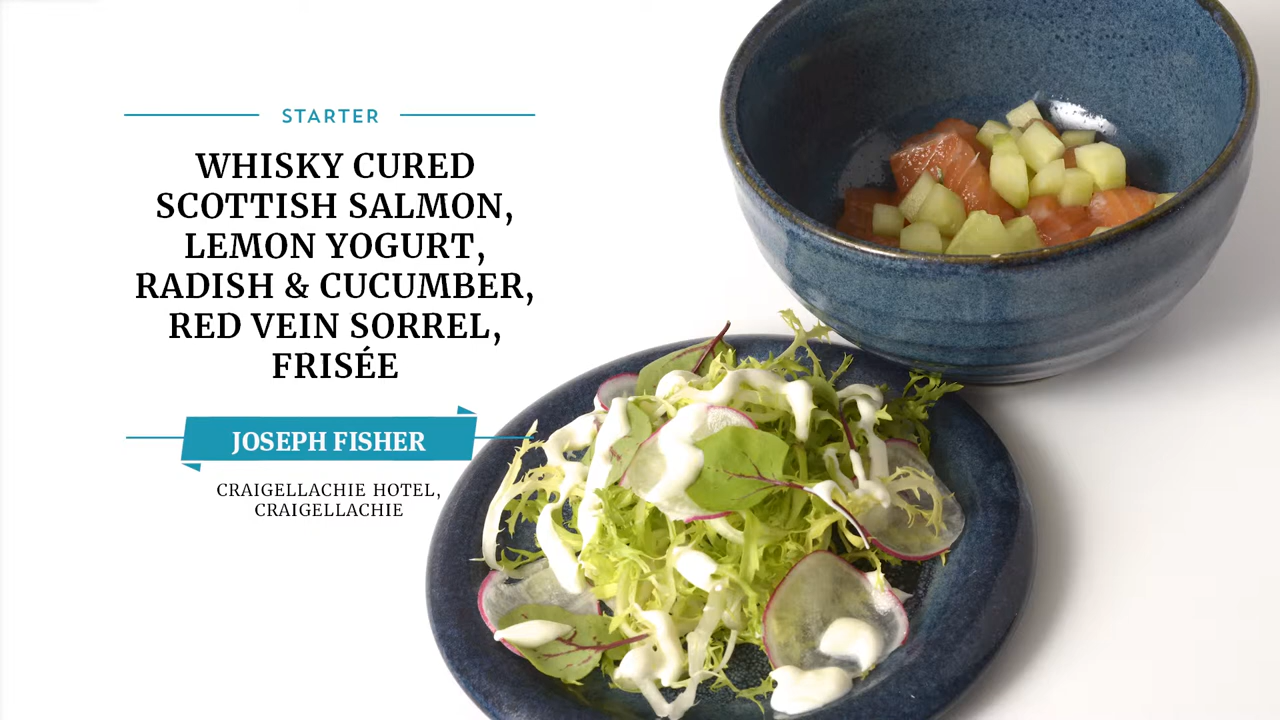 STARTER
WHISKY CURED
SCOTTISH SALMON,
LEMON YOGURT,
RADISH & CUCUMBER,
RED VEIN SORREL,
FRISÉE
JOSEPH FISHER
CRAIGELLACHIE HOTEL,
CRAIGELLACHIE